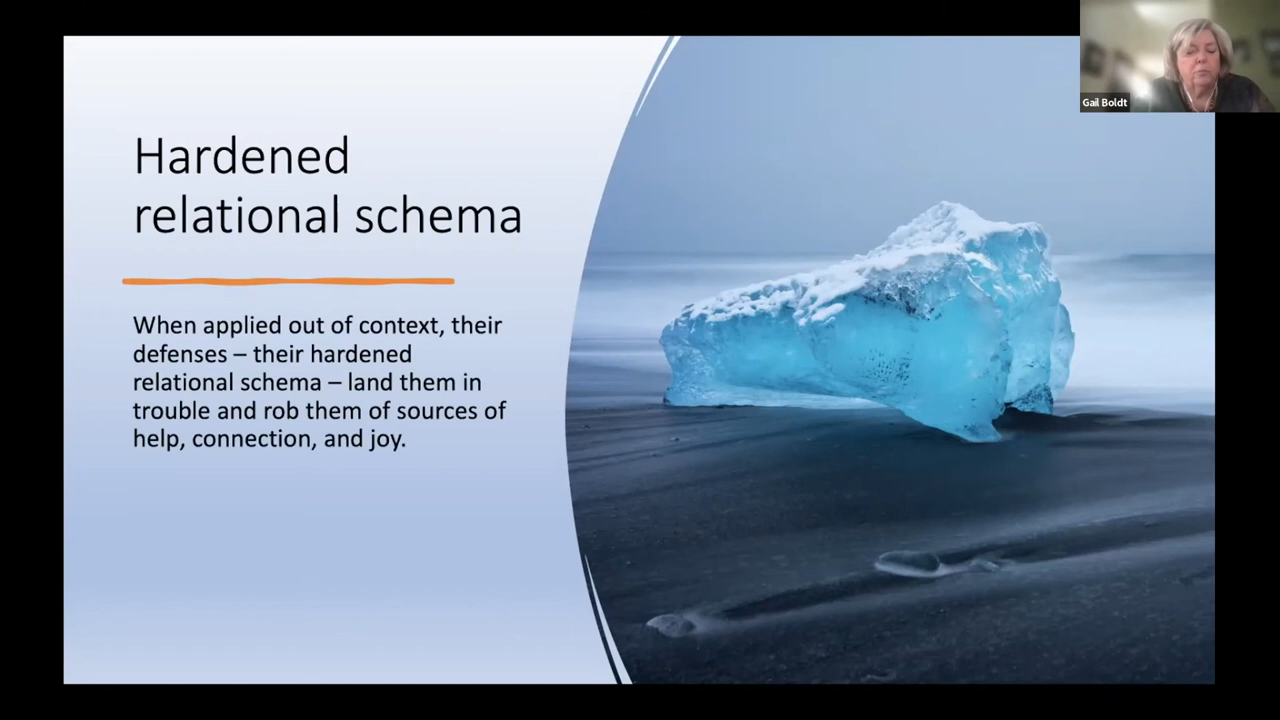 Gail Boldt
Hardened
relational schema
When applied out of context, their
defenses – their hardened
relational schema – land them in
trouble and rob them of sources of
help, connection, and joy.